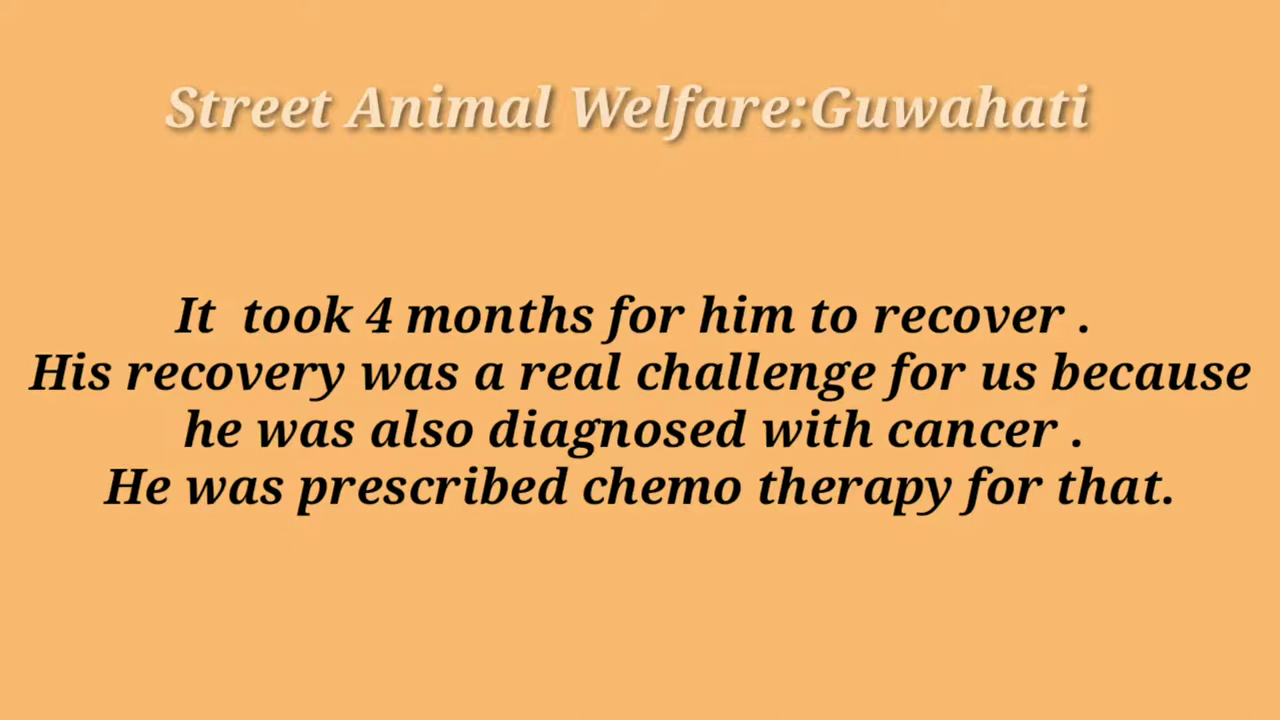 Street Animal Welfare:Guwahati
It  took 4 months for him to recover .
His recovery was a real challenge for us because
he was also diagnosed with cancer .
He was prescribed chemo therapy for that.